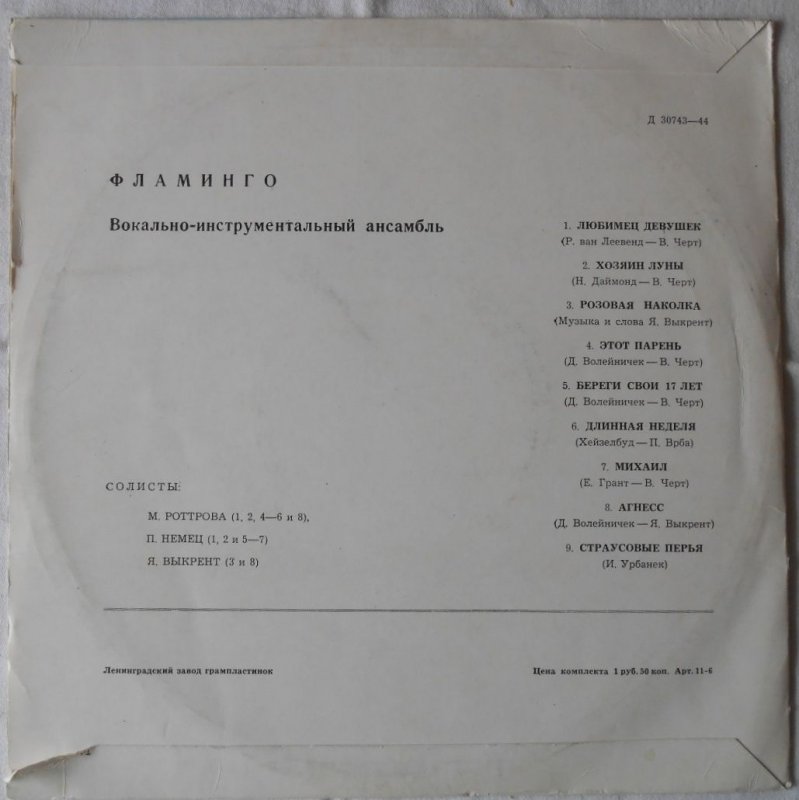 Д 30743—44
ФЛАМИНГО
Вокально-инструментальный ансамбль
1. ЛЮБИМЕЦ ДЕВУШЕК
(Р. ван Леевенд — В. Черт)
2. ХОЗЯИН ЛУНЫ
(Н. Даймонд — В. Черт)
3. РОЗОВАЯ НАКОЛКА
(Музыка и слова Я. Выкрент)
4. ЭТОТ ПАРЕНЬ
(Д. Волейничек — В. Черт)
5. БЕРЕГИ СВОИ 17 ЛЕТ
(Д. Волейничек — В. Черт)
6. ДЛИННАЯ НЕДЕЛЯ
(Хейзелбуд — П. Врба)
7. МИХАИЛ
(Е. Грант — В. Черт)
8. АГНЕСС
(Д. Волейничек — Я. Выкрент)
9. СТРАУСОВЫЕ ПЕРЬЯ
(И. Урбанек)
СОЛИСТЫ:
М. РОТТРОВА (1, 2, 4—6 и 8),
П. НЕМЕЦ (1, 2 и 5—7)
Я. ВЫКРЕНТ (3 и 8)
Ленинградский завод грампластинок
Цена комплекта 1 руб. 50 коп. Арт. 11-6